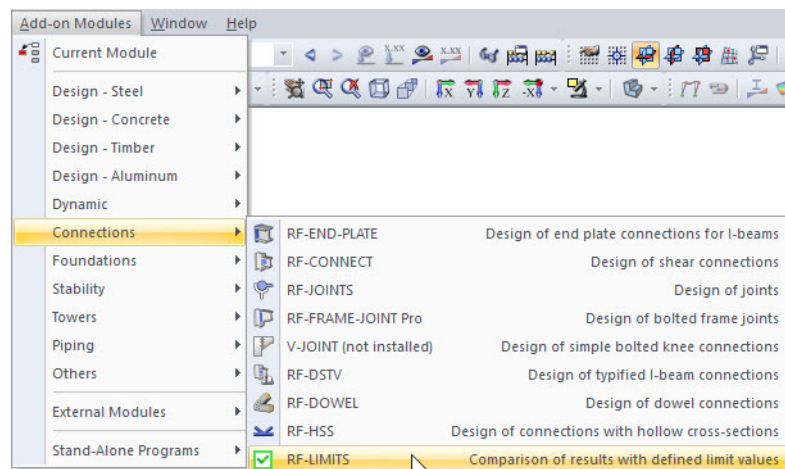 Add-on Modules Window Help
Current Module
X.XX X.XX
Design - Steel
Design - Concrete
Design - Timber
Design - Aluminum
Dynamic
Connections
RF-END-PLATE Design of end plate connections for I-beams
Foundations
RF-CONNECT Design of shear connections
Stability
RF-JOINTS Design of joints
Towers
RF-FRAME-JOINT Pro Design of bolted frame joints
Piping
V-JOINT (not installed) Design of simple bolted knee connections
Others
RF-DSTV Design of typified I-beam connections
External Modules
RF-DOWEL Design of dowel connections
RF-HSS Design of connections with hollow cross-sections
Stand-Alone Programs
RF-LIMITS Comparison of results with defined limit values